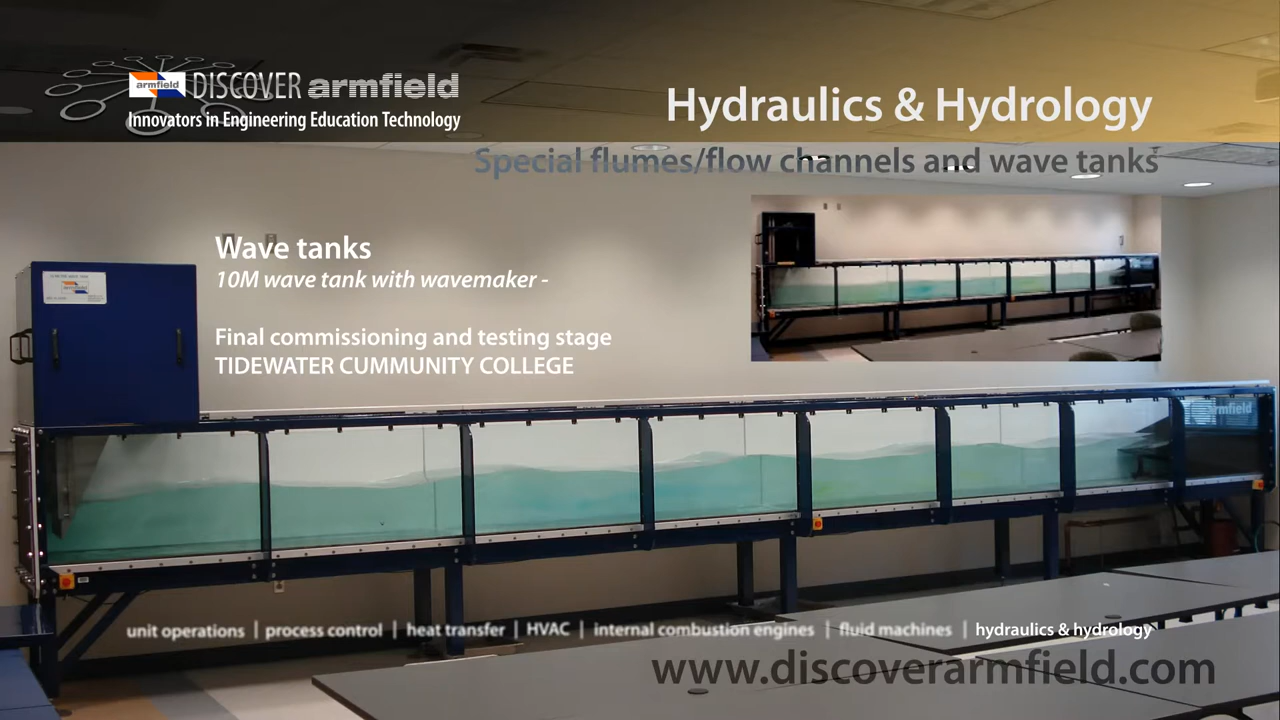 armfield DISCOVER armfield
Innovators in Engineering Education Technology
Hydraulics & Hydrology
Special flumes/flow channels and wave tanks
Wave tanks
10M wave tank with wavemaker -
Final commissioning and testing stage
TIDEWATER CUMMUNITY COLLEGE
armfield
unit operations | process control | heat transfer | HVAC | internal combustion engines | fluid machines | hydraulics & hydrology
www.discoverarmfield.com